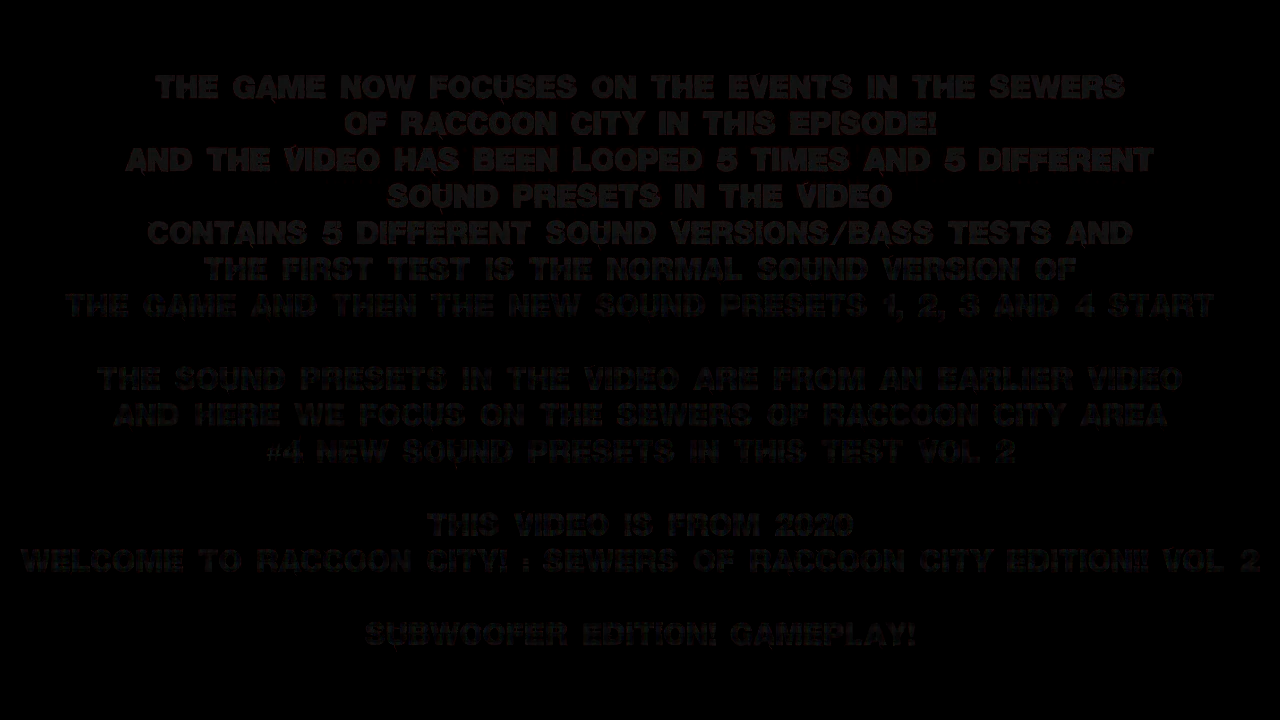 THE GAME NOW FOCUSES ON THE EVENTS IN THE SEWERS
OF RACCOON CITY IN THIS EPISODE!
AND THE VIDEO HAS BEEN LOOPED 5 TIMES AND 5 DIFFERENT
SOUND PRESETS IN THE VIDEO
CONTAINS 5 DIFFERENT SOUND VERSIONS/BASS TESTS AND
THE FIRST TEST IS THE NORMAL SOUND VERSION OF
THE GAME AND THEN THE NEW SOUND PRESETS 1, 2, 3 AND 4 START
THE SOUND PRESETS IN THE VIDEO ARE FROM AN EARLIER VIDEO
AND HERE WE FOCUS ON THE SEWERS OF RACCOON CITY AREA
#4 NEW SOUND PRESETS IN THIS TEST VOL 2
THIS VIDEO IS FROM 2020
WELCOME TO RACCOON CITY! : SEWERS OF RACCOON CITY EDITION!! VOL 2
SUBWOOFER EDITION! GAMEPLAY!